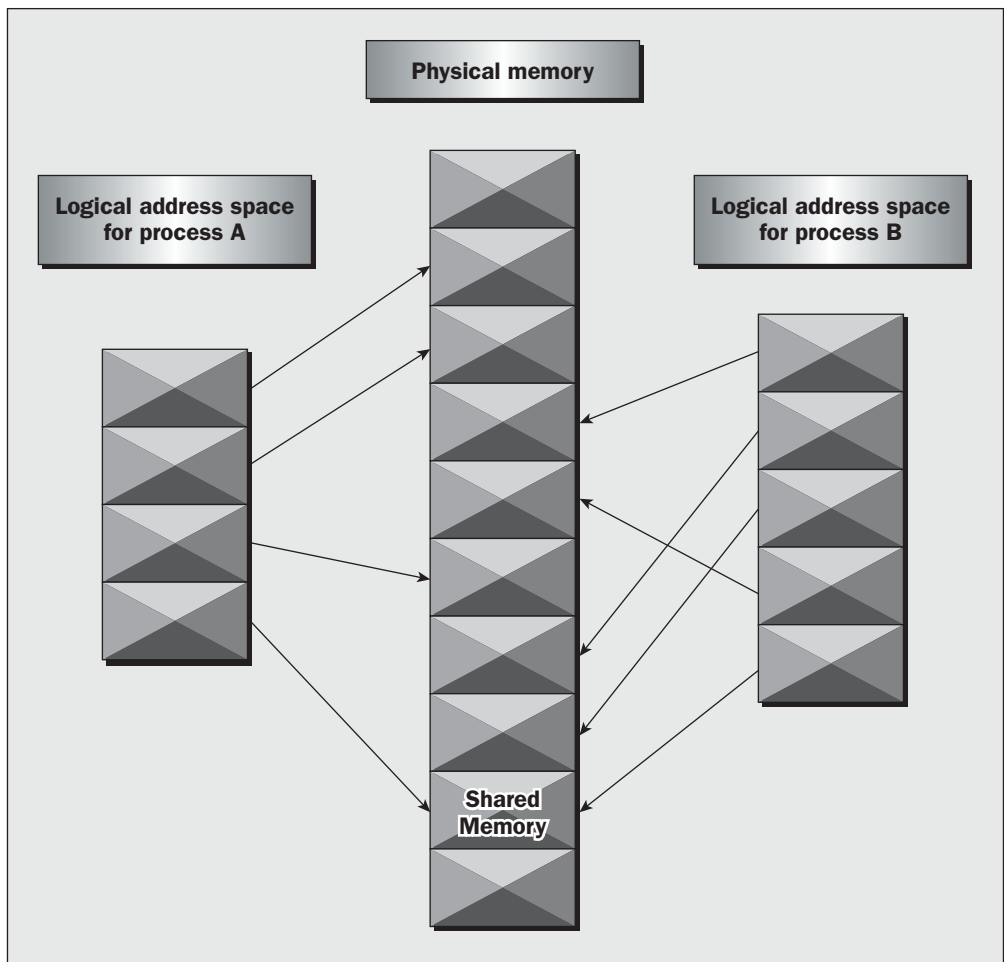 Physical memory
Logical address space
for process A
Logical address space
for process B
Shared
Memory